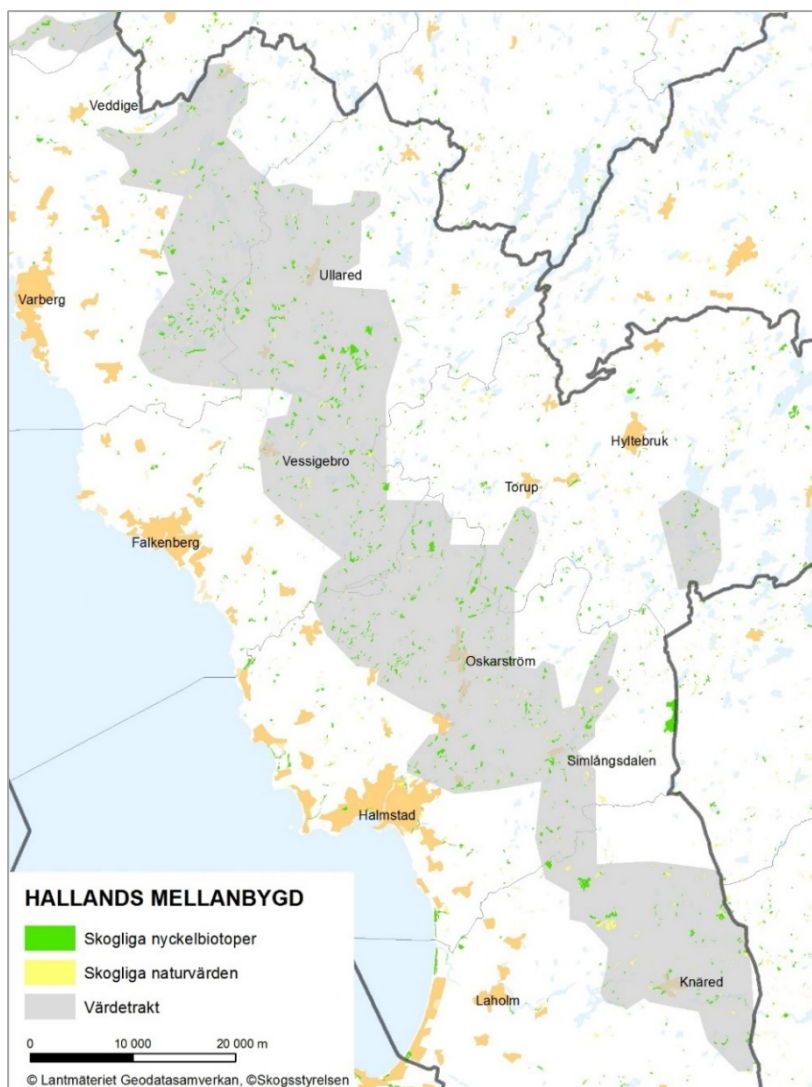 Veddige
Ullared
Varberg
Hyltebruk
Vessigebro
Torup
Falkenberg
Oskarström
Simlångsdalen
Halmstad
Knäred
Laholm
HALLANDS MELLANBYGD
Skogliga nyckelbiotoper
Skogliga naturvärden
Värdetrakt
0 10 000 20 000 m
© Lantmäteriet Geodatasamverkan, ©Skogsstyrelsen